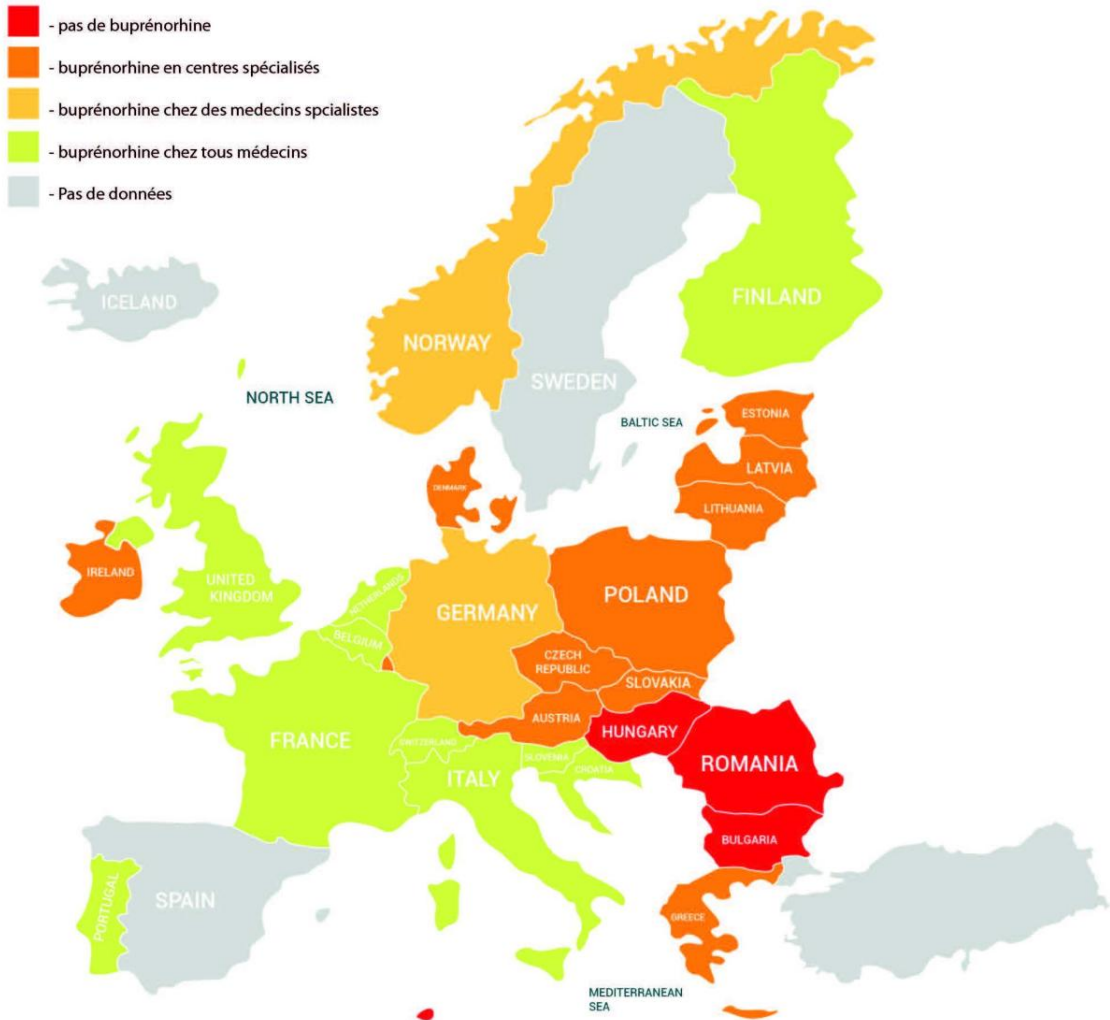 - pas de buprénorhine
- buprénorhine en centres spécialisés
- buprénorhine chez des medecins spcialistes
- buprénorhine chez tous médecins
- Pas de données
ICELAND
FINLAND
NORWAY
SWEDEN
NORTH SEA
BALTIC SEA
ESTONIA
LATVIA
LITHUANIA
DENMARK
IRELAND
UNITED
KINGDOM
NETHERLANDS
BELGIUM
GERMANY
POLAND
CZECH
REPUBLIC
SLOVAKIA
AUSTRIA
HUNGARY
FRANCE
SWITZERLAND
ITALY
SLOVENIA
CROATIA
ROMANIA
BULGARIA
PORTUGAL
SPAIN
GREECE
MEDITERRANEAN
SEA